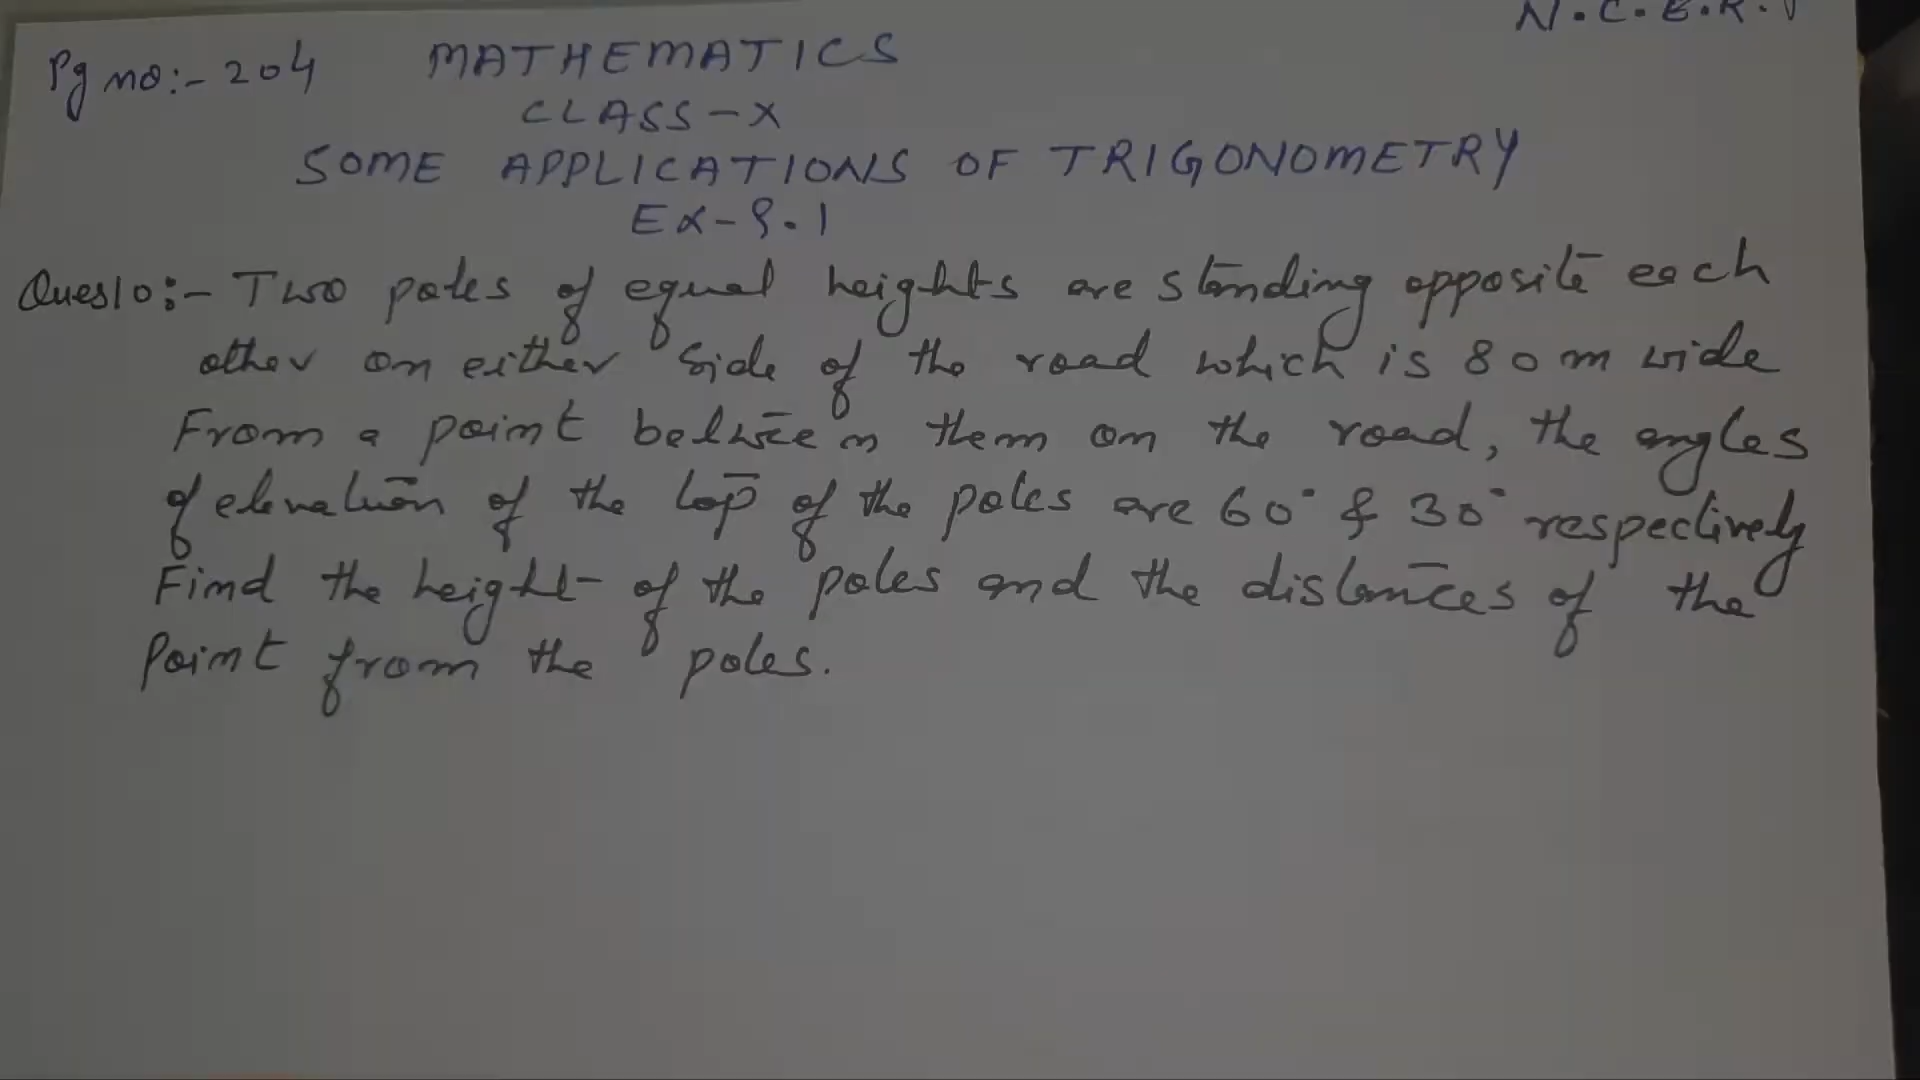 N.C.E.R.T
Pg no:- 204 MATHEMATICS
CLASS-X
SOME APPLICATIONS OF TRIGONOMETRY
Ex-9.1
Ques10:- Two poles of equal heights are standing opposite each
other on either side of the road which is 80 m wide
From a point between them on the road, the angles
of elevation of the top of the poles are 60° & 30° respectively
Find the height of the poles and the distances of the
Point from the poles.